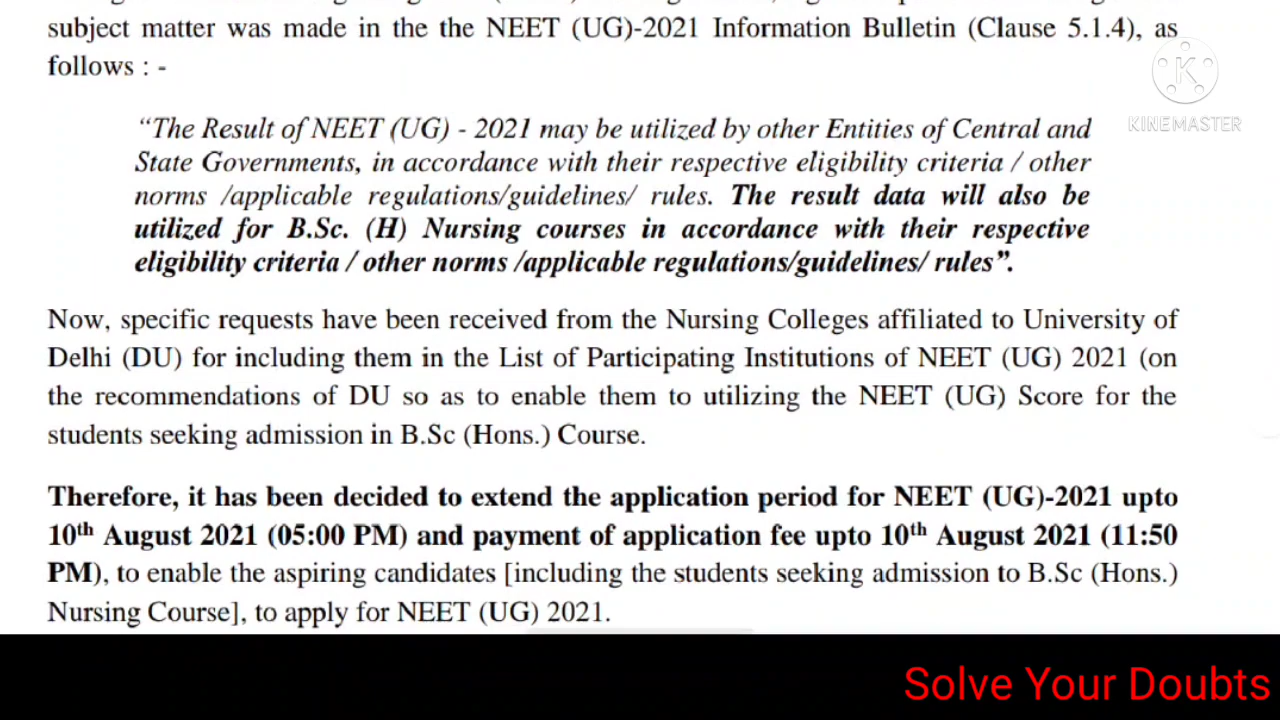 subject matter was made in the the NEET (UG)-2021 Information Bulletin (Clause 5.1.4), as
follows : -
K
KINEMASTER
“The Result of NEET (UG) - 2021 may be utilized by other Entities of Central and
State Governments, in accordance with their respective eligibility criteria / other
norms /applicable regulations/guidelines/ rules. The result data will also be
utilized for B.Sc. (H) Nursing courses in accordance with their respective
eligibility criteria / other norms /applicable regulations/guidelines/ rules”.
Now, specific requests have been received from the Nursing Colleges affiliated to University of
Delhi (DU) for including them in the List of Participating Institutions of NEET (UG) 2021 (on
the recommendations of DU so as to enable them to utilizing the NEET (UG) Score for the
students seeking admission in B.Sc (Hons.) Course.
Therefore, it has been decided to extend the application period for NEET (UG)-2021 upto
10th August 2021 (05:00 PM) and payment of application fee upto 10th August 2021 (11:50
PM), to enable the aspiring candidates [including the students seeking admission to B.Sc (Hons.)
Nursing Course], to apply for NEET (UG) 2021.
Solve Your Doubts